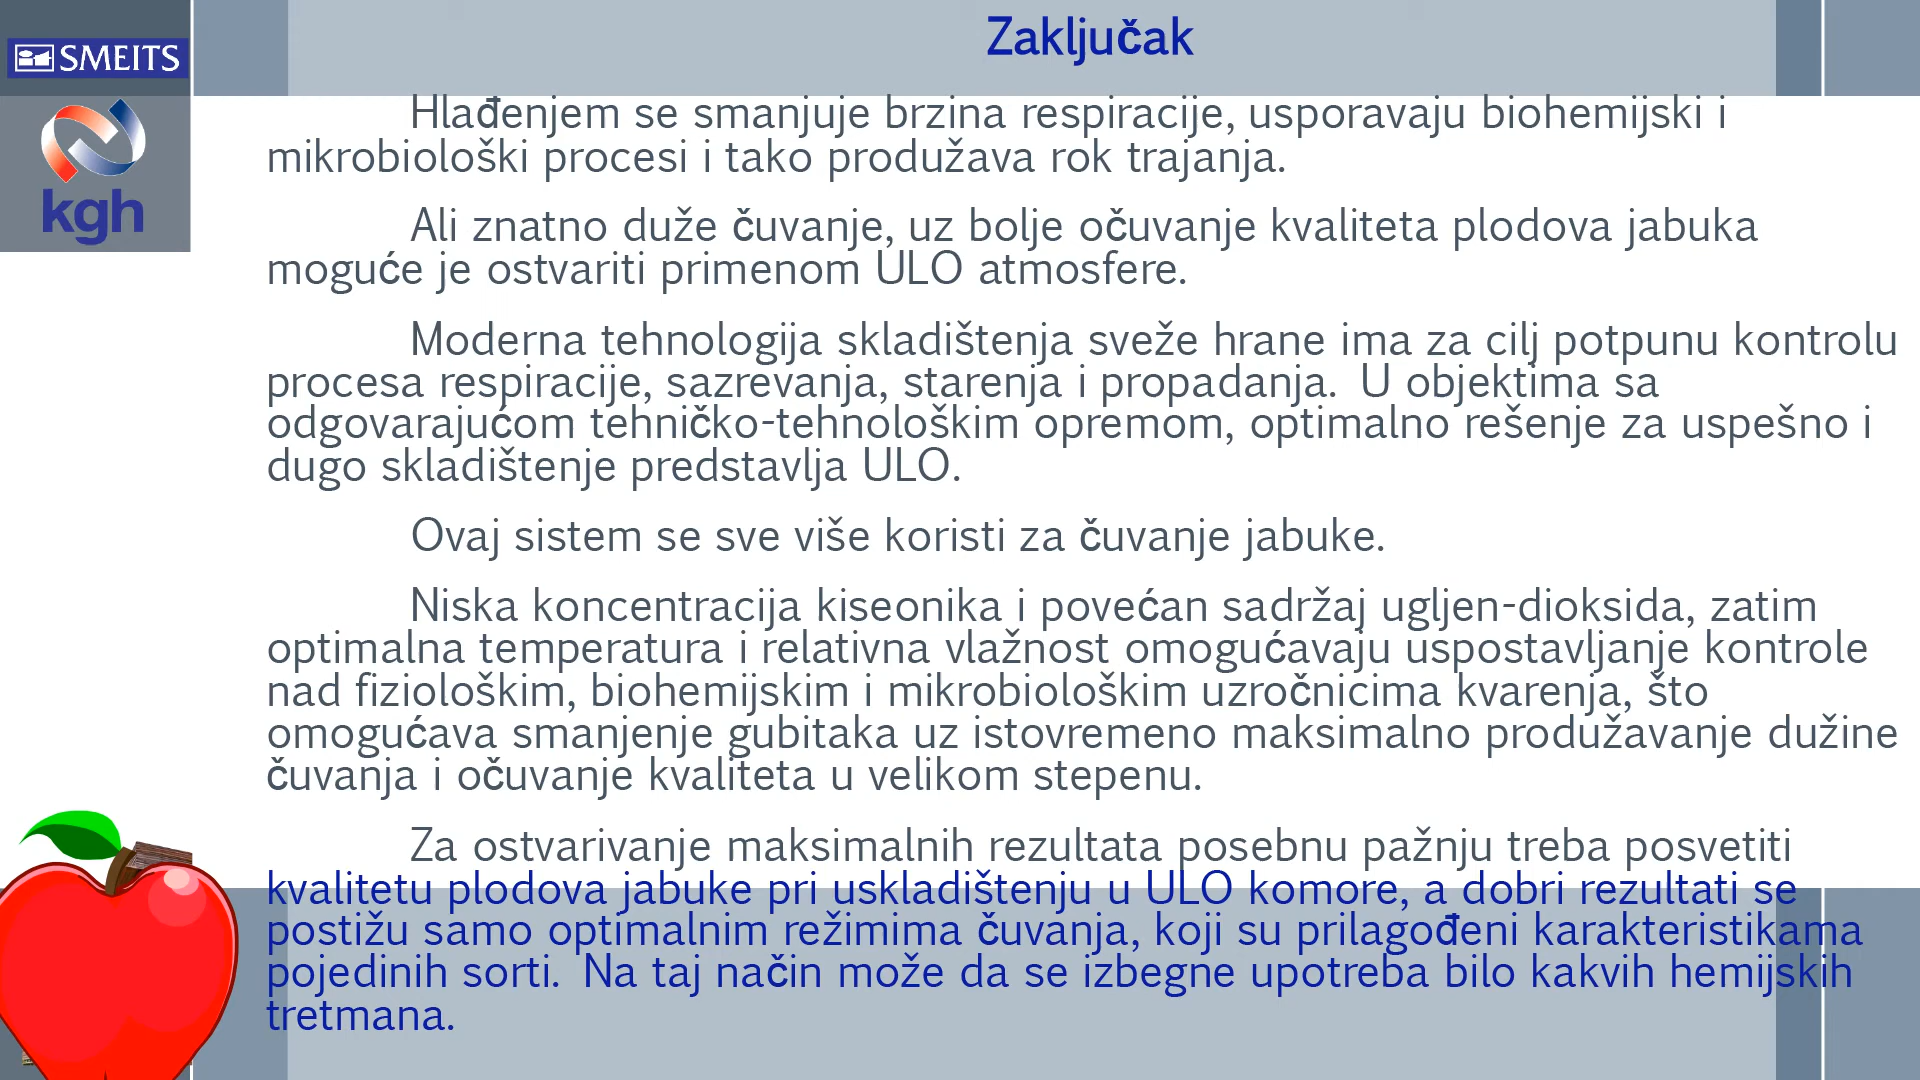 Zaključak
SMEITS
kgh
Hlađenjem se smanjuje brzina respiracije, usporavaju biohemijski i
mikrobiološki procesi i tako produžava rok trajanja.
Ali znatno duže čuvanje, uz bolje očuvanje kvaliteta plodova jabuka
moguće je ostvariti primenom ULO atmosfere.
Moderna tehnologija skladištenja sveže hrane ima za cilj potpunu kontrolu
procesa respiracije, sazrevanja, starenja i propadanja. U objektima sa
odgovarajućom tehničko-tehnološkim opremom, optimalno rešenje za uspešno i
dugo skladištenje predstavlja ULO.
Ovaj sistem se sve više koristi za čuvanje jabuke.
Niska koncentracija kiseonika i povećan sadržaj ugljen-dioksida, zatim
optimalna temperatura i relativna vlažnost omogućavaju uspostavljanje kontrole
nad fiziološkim, biohemijskim i mikrobiološkim uzročnicima kvarenja, što
omogućava smanjenje gubitaka uz istovremeno maksimalno produžavanje dužine
čuvanja i očuvanje kvaliteta u velikom stepenu.
Za ostvarivanje maksimalnih rezultata posebnu pažnju treba posvetiti
kvalitetu plodova jabuke pri uskladištenju u ULO komore, a dobri rezultati se
postižu samo optimalnim režimima čuvanja, koji su prilagođeni karakteristikama
pojedinih sorti. Na taj način može da se izbegne upotreba bilo kakvih hemijskih
tretmana.